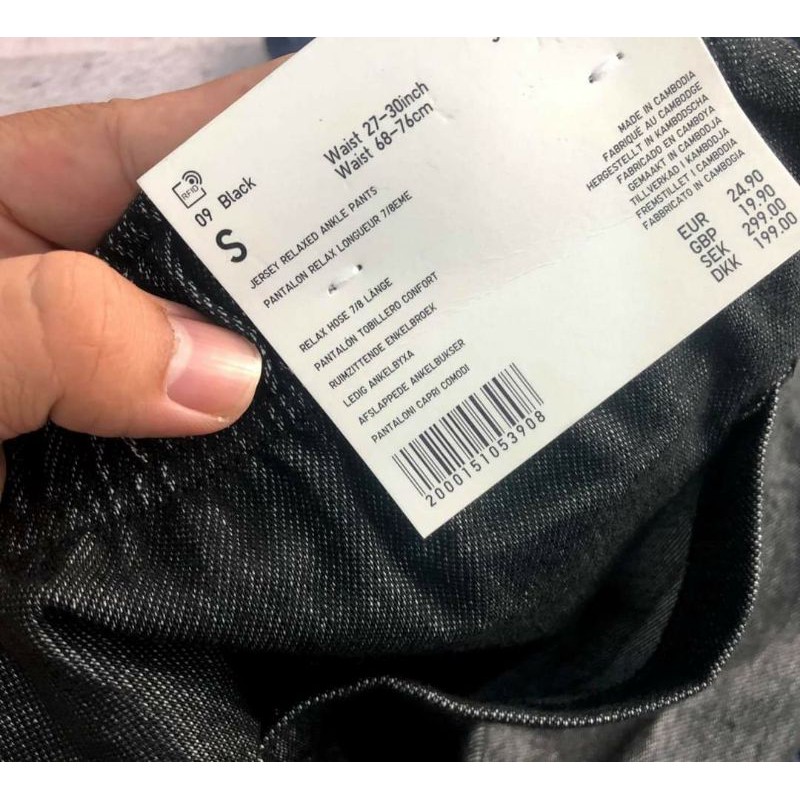 RFID
09 Black
S
Waist 27-30inch
Waist 68-76cm
JERSEY RELAXED ANKLE PANTS
PANTALON RELAX LONGUEUR 7/8EME
RELAX HOSE 7/8 LÄNGE
PANTALÓN TOBILLERO CONFORT
RUIMZITTENDE ENKELBROEK
LEDIG ANKELBYXA
AFSLAPPEDE ANKELBUKSER
PANTALONI CAPRI COMODI
2000151053908
MADE IN CAMBODIA
FABRIQUE AU CAMBODGE
HERGESTELLT IN KAMBODSCHA
FABRICADO EN CAMBOYA
GEMAAKT IN CAMBODJA
TILLVERKAD I KAMBODJA
FREMSTILLET I CAMBODIA
FABBRICATO IN CAMBOGIA
EUR 24.90
GBP 19.90
SEK 299.00
DKK 199.00